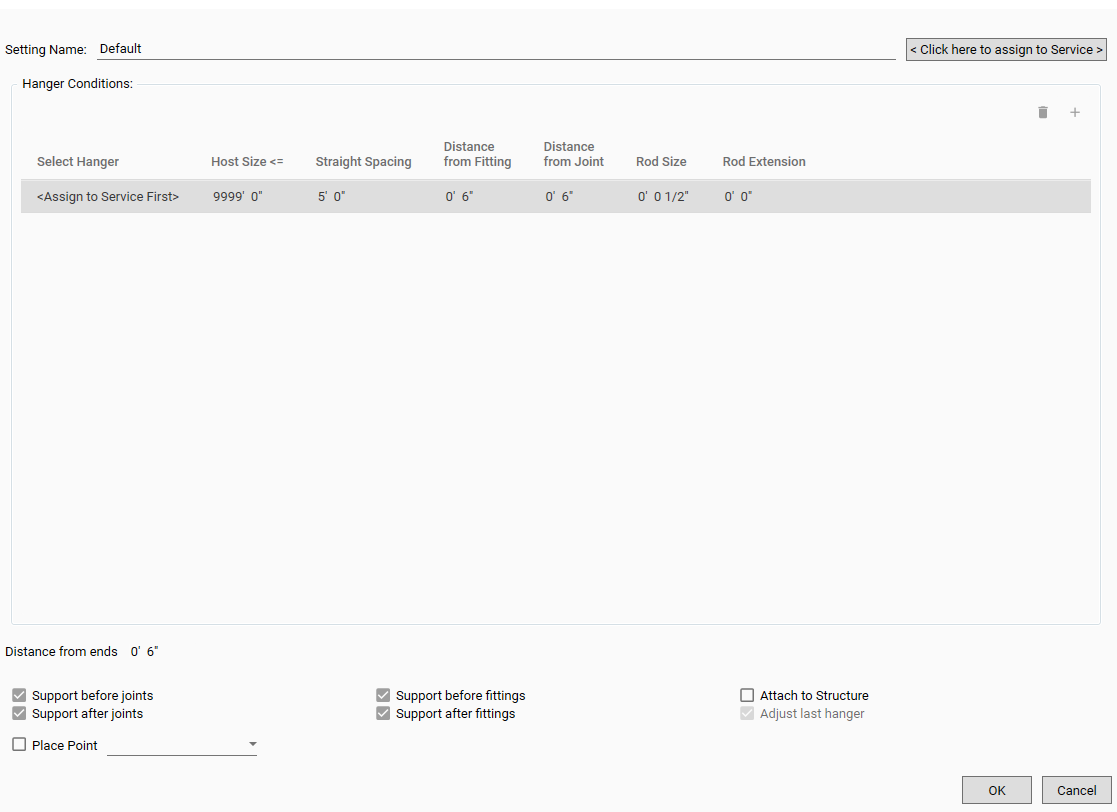 Setting Name: Default < Click here to assign to Service >
Hanger Conditions:
Select Hanger Host Size <= Straight Spacing Distance from Fitting Distance from Joint Rod Size Rod Extension
<Assign to Service First> 9999' 0" 5' 0" 0' 6" 0' 6" 0' 0 1/2" 0' 0"
Distance from ends 0' 6"
Support before joints Support before fittings Attach to Structure
Support after joints Support after fittings Adjust last hanger
Place Point
OK Cancel